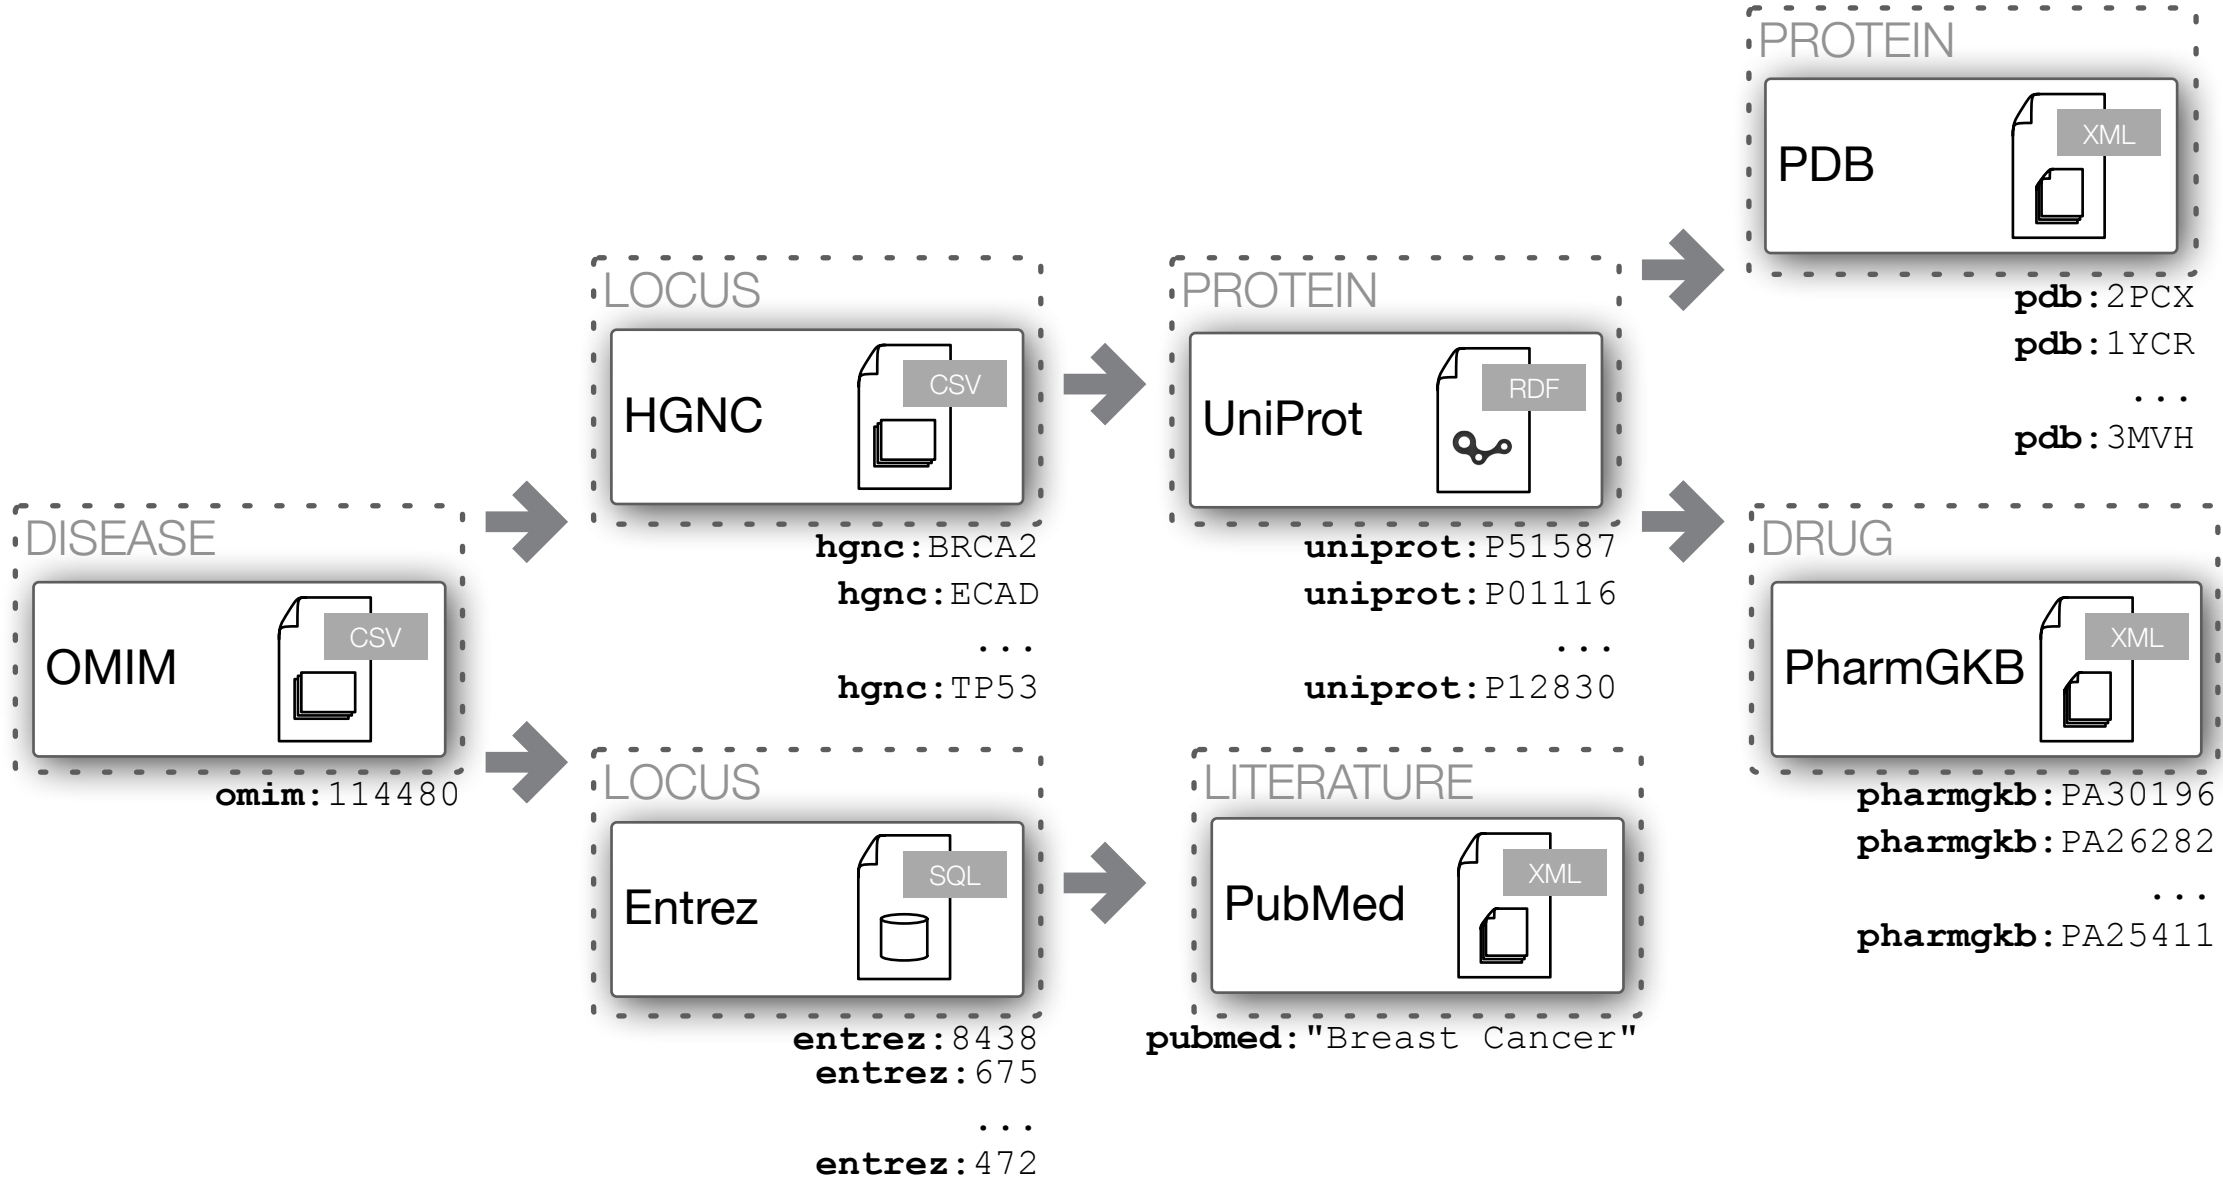 PROTEIN
XML
PDB
pdb:2PCX
pdb:1YCR
...
pdb:3MVH
LOCUS
CSV
HGNC
hgnc:BRCA2
hgnc:ECAD
...
hgnc:TP53
PROTEIN
RDF
UniProt
uniprot:P51587
uniprot:P01116
...
uniprot:P12830
DISEASE
CSV
OMIM
omim:114480
DRUG
XML
PharmGKB
pharmgkb:PA30196
pharmgkb:PA26282
...
pharmgkb:PA25411
LOCUS
SQL
Entrez
entrez:8438
entrez:675
...
entrez:472
LITERATURE
XML
PubMed
pubmed:"Breast Cancer"